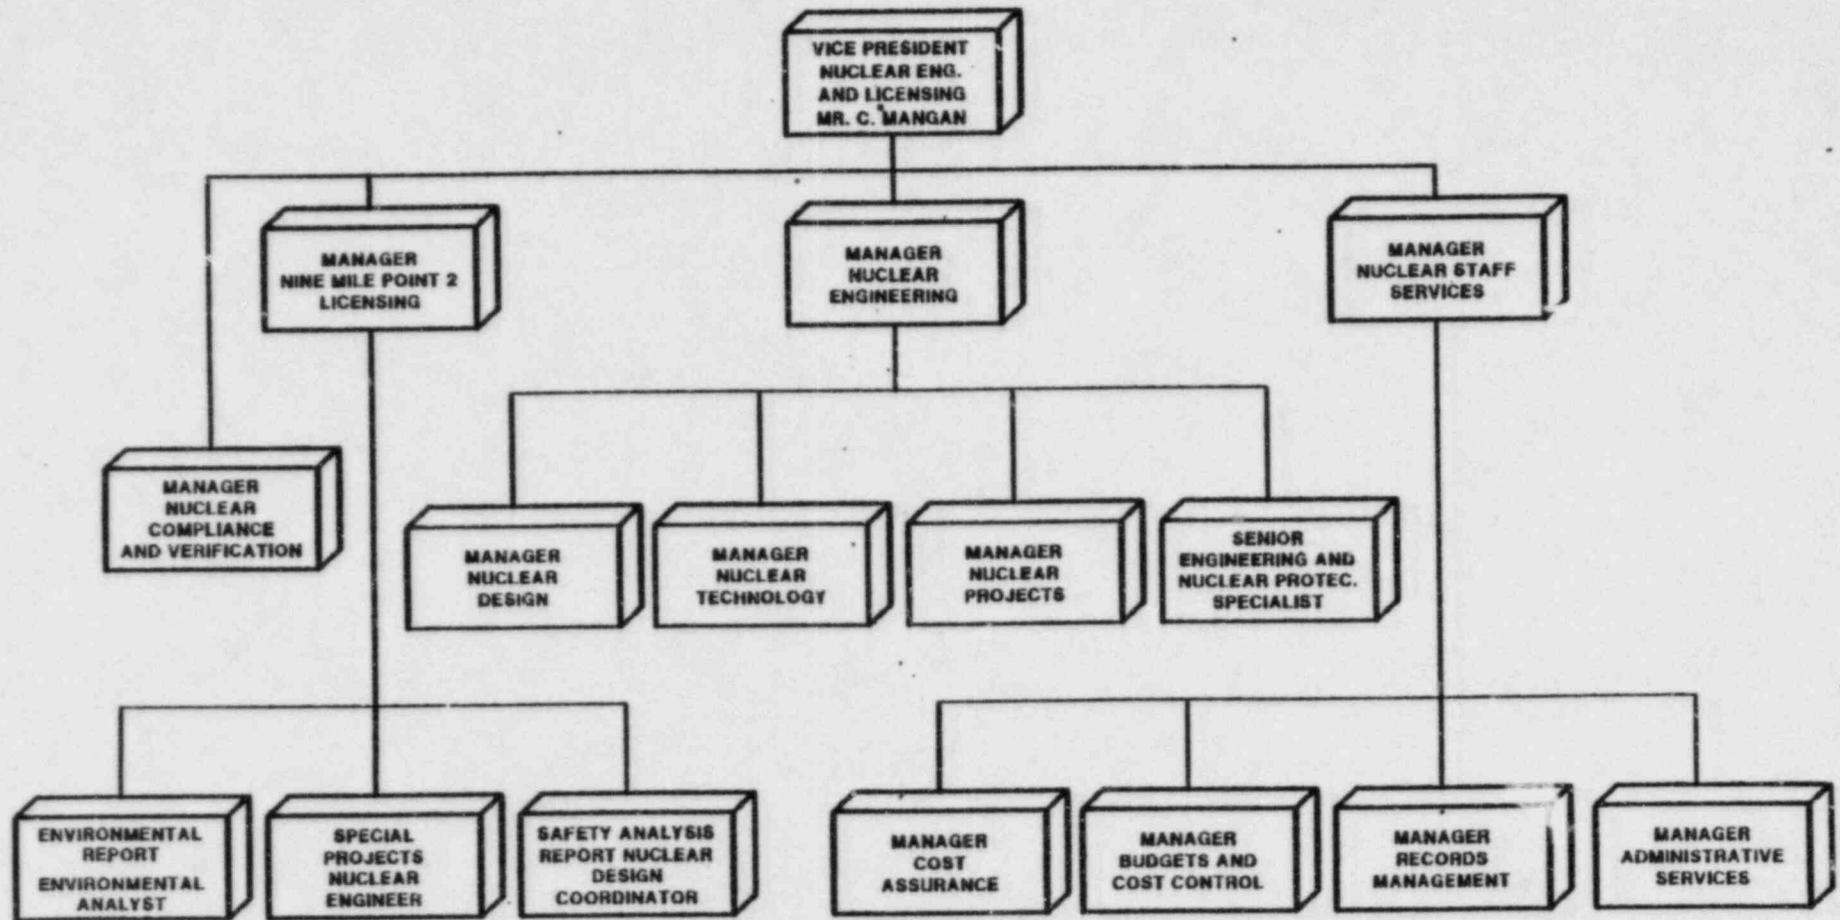 VICE PRESIDENT
NUCLEAR ENG.
AND LICENSING
MR. C. MANGAN
MANAGER
NINE MILE POINT 2
LICENSING
MANAGER
NUCLEAR
ENGINEERING
MANAGER
NUCLEAR STAFF
SERVICES
MANAGER
NUCLEAR
COMPLIANCE
AND VERIFICATION
MANAGER
NUCLEAR
DESIGN
MANAGER
NUCLEAR
TECHNOLOGY
MANAGER
NUCLEAR
PROJECTS
SENIOR
ENGINEERING AND
NUCLEAR PROTEC.
SPECIALIST
ENVIRONMENTAL
REPORT
ENVIRONMENTAL
ANALYST
SPECIAL
PROJECTS
NUCLEAR
ENGINEER
SAFETY ANALYSIS
REPORT NUCLEAR
DESIGN
COORDINATOR
MANAGER
COST
ASSURANCE
MANAGER
BUDGETS AND
COST CONTROL
MANAGER
RECORDS
MANAGEMENT
MANAGER
ADMINISTRATIVE
SERVICES